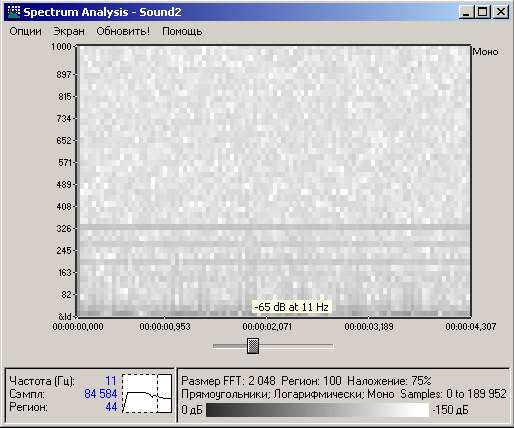 Spectrum Analysis - Sound2
Опции Экран Обновить! Помощь
1000
Моно
897
815
734
652
571
489
408
326
245
163
82
-65 dB at 11 Hz
&Id
00:00:00,000 00:00:00,953 00:00:02,071 00:00:03,189 00:00:04,307
Частота (Гц): 11
Сэмпл: 84 584
Регион: 44
Размер FFT: 2 048 Регион: 100 Наложение: 75%
Прямоугольники; Логарифмически; Моно Samples: 0 to 189 952
0 дБ -150 дБ